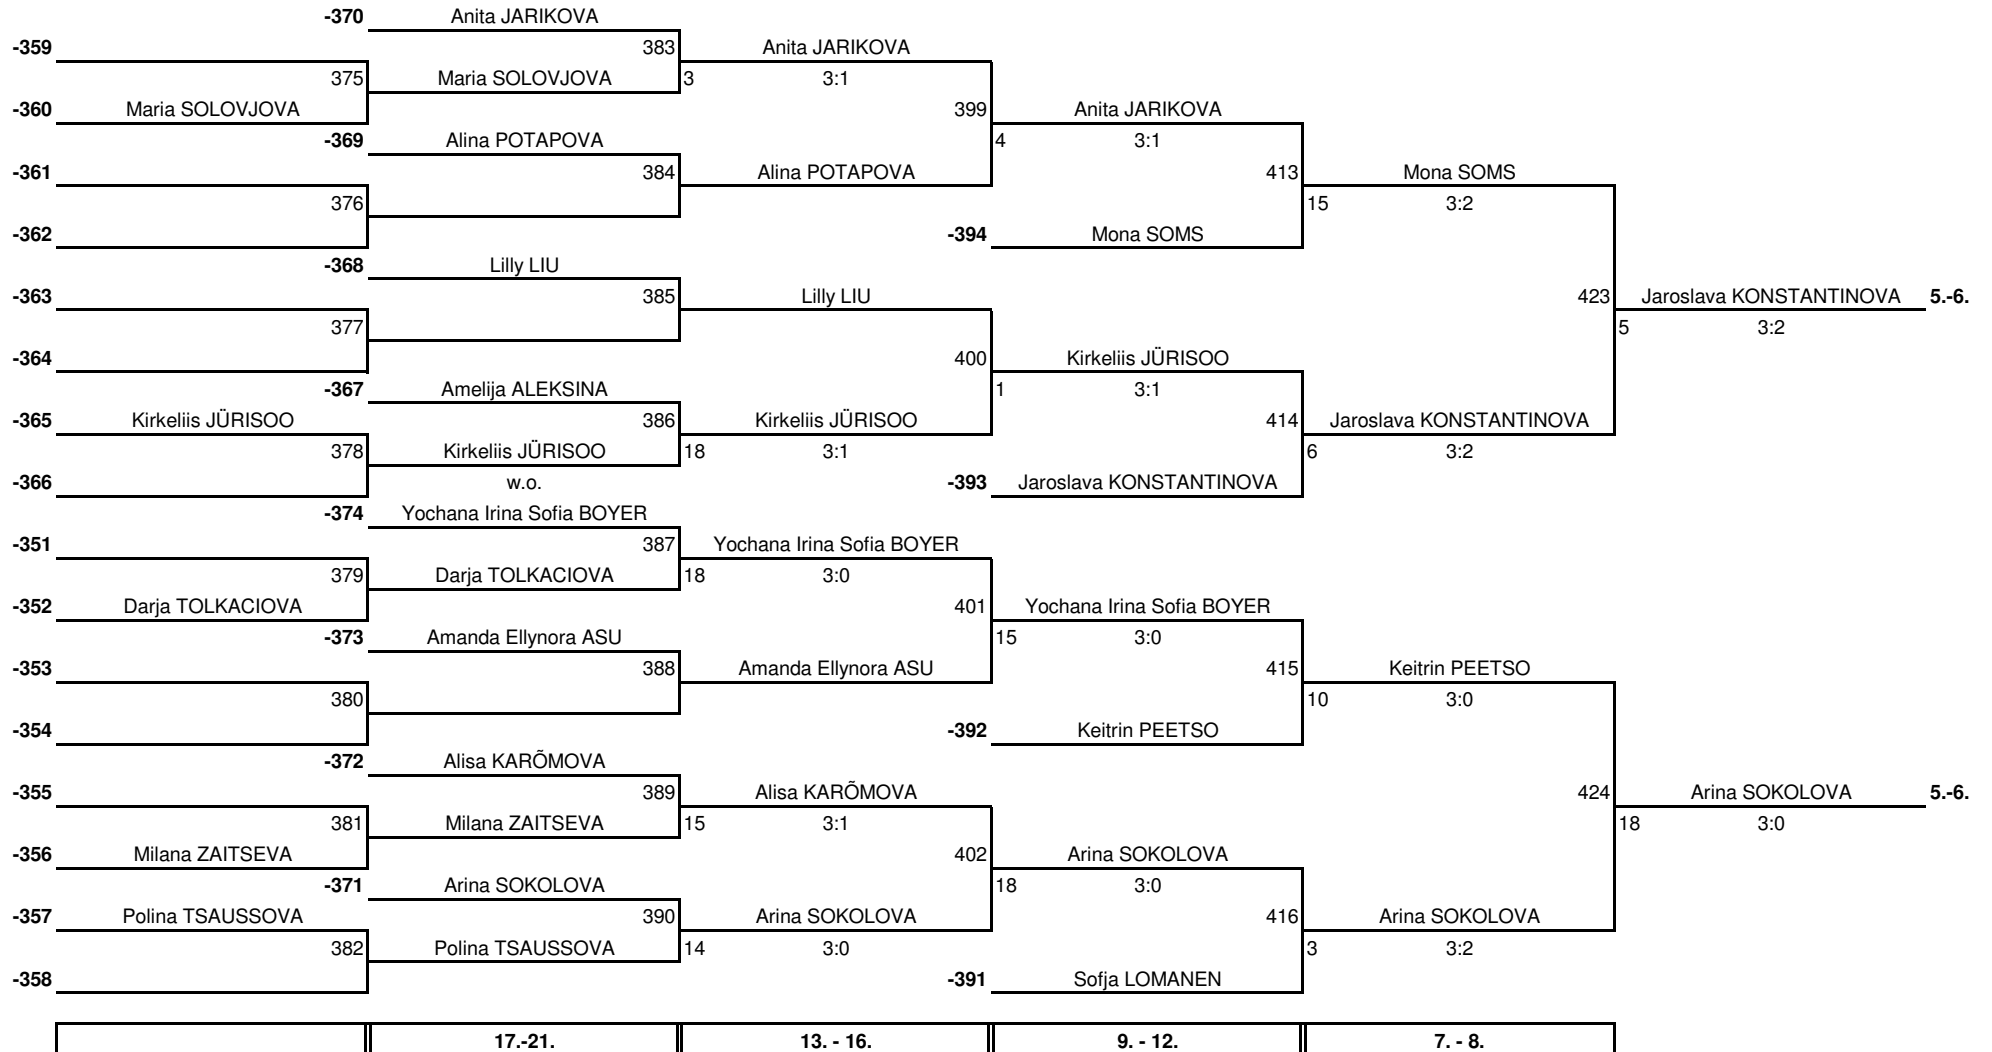 -370 Anita JARIKOVA
-359 383 Anita JARIKOVA
375 Maria SOLOVJOVA 3 3:1
-360 Maria SOLOVJOVA 399 Anita JARIKOVA
-369 Alina POTAPOVA 4 3:1
-361 384 Alina POTAPOVA 413 Mona SOMS
376 15 3:2
-362 -394 Mona SOMS
-368 Lilly LIU
-363 385 Lilly LIU 423 Jaroslava KONSTANTINOVA 5.-6.
377 5 3:2
-364 400 Kirkeliis JÜRISOO
-367 Amelija ALEKSINA 1 3:1
-365 Kirkeliis JÜRISOO 386 Kirkeliis JÜRISOO 414 Jaroslava KONSTANTINOVA
378 Kirkeliis JÜRISOO 18 3:1 6 3:2
-366 w.o. -393 Jaroslava KONSTANTINOVA
-374 Yochana Irina Sofia BOYER
-351 387 Yochana Irina Sofia BOYER
379 Darja TOLKACIOVA 18 3:0
-352 Darja TOLKACIOVA 401 Yochana Irina Sofia BOYER
-373 Amanda Ellynora ASU 15 3:0
-353 388 Amanda Ellynora ASU 415 Keitrin PEETSO
380 10 3:0
-354 -392 Keitrin PEETSO
-372 Alisa KARÕMOVA
-355 389 Alisa KARÕMOVA 424 Arina SOKOLOVA 5.-6.
381 Milana ZAITSEVA 15 3:1 18 3:0
-356 Milana ZAITSEVA 402 Arina SOKOLOVA
-371 Arina SOKOLOVA 18 3:0
-357 Polina TSAUSSOVA 390 Arina SOKOLOVA 416 Arina SOKOLOVA
382 Polina TSAUSSOVA 14 3:0 3 3:2
-358 -391 Sofja LOMANEN
17.-21. 13. - 16. 9. - 12. 7. - 8.